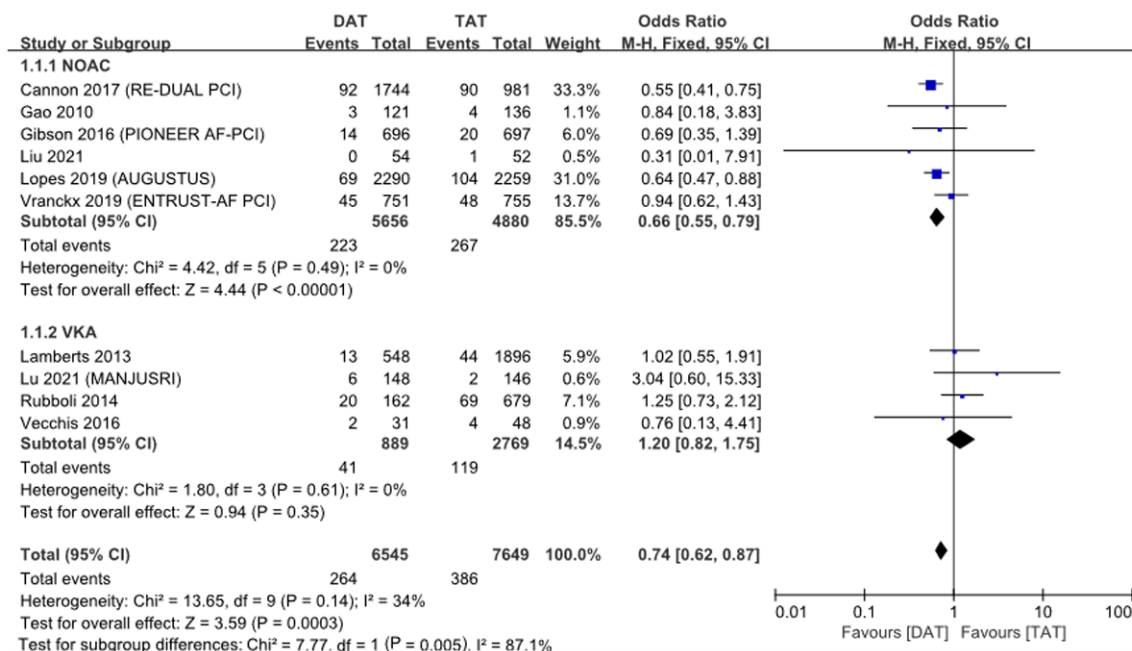 DAT TAT Odds Ratio Odds Ratio
Study or Subgroup Events Total Events Total Weight M-H, Fixed, 95% CI M-H, Fixed, 95% CI
1.1.1 NOAC
Cannon 2017 (RE-DUAL PCI) 92 1744 90 981 33.3% 0.55 [0.41, 0.75]
Gao 2010 3 121 4 136 1.1% 0.84 [0.18, 3.83]
Gibson 2016 (PIONEER AF-PCI) 14 696 20 697 6.0% 0.69 [0.35, 1.39]
Liu 2021 0 54 1 52 0.5% 0.31 [0.01, 7.91]
Lopes 2019 (AUGUSTUS) 69 2290 104 2259 31.0% 0.64 [0.47, 0.88]
Vranckx 2019 (ENTRUST-AF PCI) 45 751 48 755 13.7% 0.94 [0.62, 1.43]
Subtotal (95% CI) 5656 4880 85.5% 0.66 [0.55, 0.79]
Total events 223 267
Heterogeneity: Chi² = 4.42, df = 5 (P = 0.49); I² = 0%
Test for overall effect: Z = 4.44 (P < 0.00001)
1.1.2 VKA
Lamberts 2013 13 548 44 1896 5.9% 1.02 [0.55, 1.91]
Lu 2021 (MANJUSRI) 6 148 2 146 0.6% 3.04 [0.60, 15.33]
Rubboli 2014 20 162 69 679 7.1% 1.25 [0.73, 2.12]
Vecchis 2016 2 31 4 48 0.9% 0.76 [0.13, 4.41]
Subtotal (95% CI) 889 2769 14.5% 1.20 [0.82, 1.75]
Total events 41 119
Heterogeneity: Chi² = 1.80, df = 3 (P = 0.61); I² = 0%
Test for overall effect: Z = 0.94 (P = 0.35)
Total (95% CI) 6545 7649 100.0% 0.74 [0.62, 0.87]
Total events 264 386
Heterogeneity: Chi² = 13.65, df = 9 (P = 0.14); I² = 34%
Test for overall effect: Z = 3.59 (P = 0.0003)
Test for subgroup differences: Chi² = 7.77, df = 1 (P = 0.005), I² = 87.1%
0.01 0.1 1 10 100
Favours [DAT] Favours [TAT]